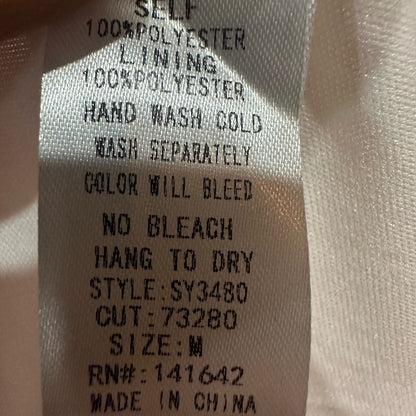 SELF
100%POLYESTER
LINING
100%POLYESTER
HAND WASH COLD
WASH SEPARATELY
COLOR WILL BLEED
NO BLEACH
HANG TO DRY
STYLE:SY3480
CUT:73280
SIZE:M
RN#:141642
MADE IN CHINA